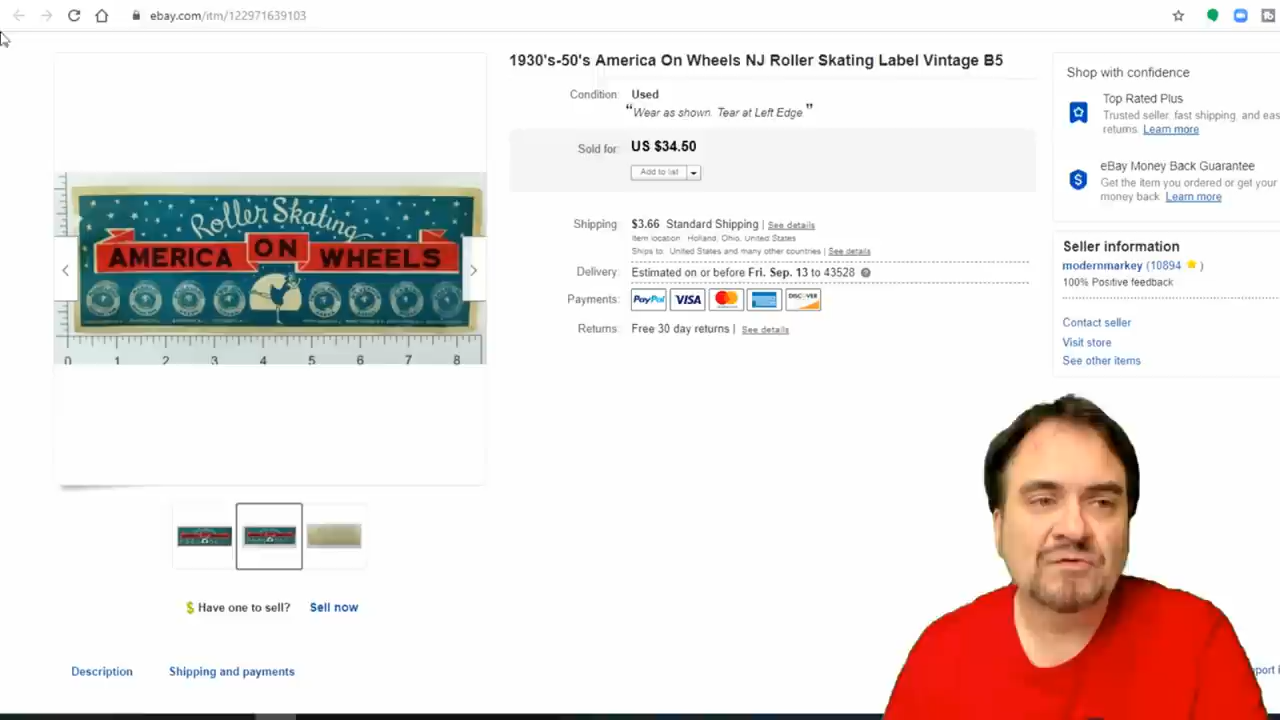 ebay.com/itm/122971639103
1930's-50's America On Wheels NJ Roller Skating Label Vintage B5
Condition: Used
"Wear as shown. Tear at Left Edge"
Sold for: US $34.50
Add to list
Shipping: $3.66 Standard Shipping | See details
Item location: Holland, Ohio, United States
Ships to: United States and many other countries | See details
Delivery: Estimated on or before Fri. Sep. 13 to 43528
Payments: PayPal VISA DISCOVER
Returns: Free 30 day returns | See details
Roller Skating
AMERICA ON WHEELS
0 1 2 3 4 5 6 7 8
$ Have one to sell? Sell now
Description Shipping and payments
Shop with confidence
Top Rated Plus
Trusted seller, fast shipping, and eas
returns. Learn more
eBay Money Back Guarantee
Get the item you ordered or get your
money back. Learn more
Seller information
modernmarkey (10894 )
100% Positive feedback
Contact seller
Visit store
See other items
port i